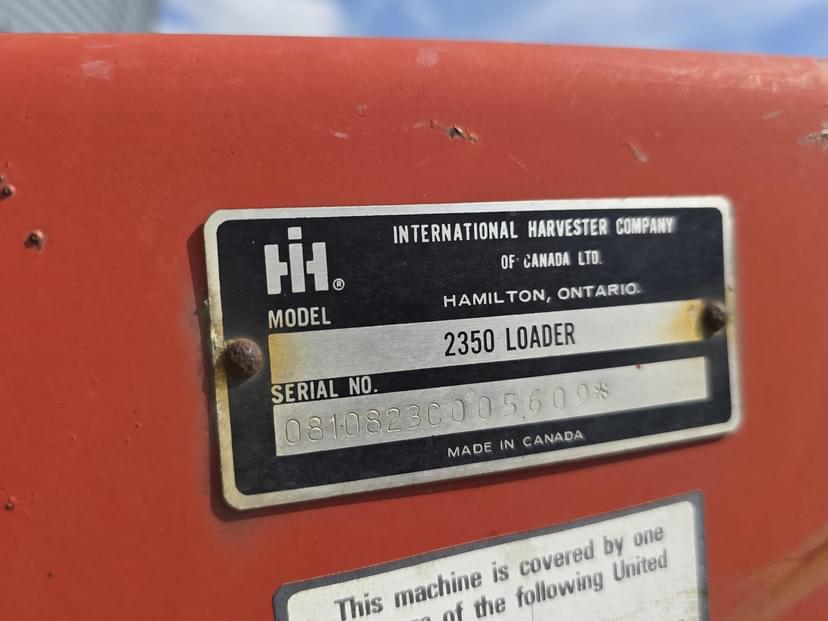 IH®
INTERNATIONAL HARVESTER COMPANY
OF CANADA LTD.
HAMILTON, ONTARIO.
MODEL
2350 LOADER
SERIAL NO.
0810823C005609*
MADE IN CANADA
This machine is covered by one
of the following United